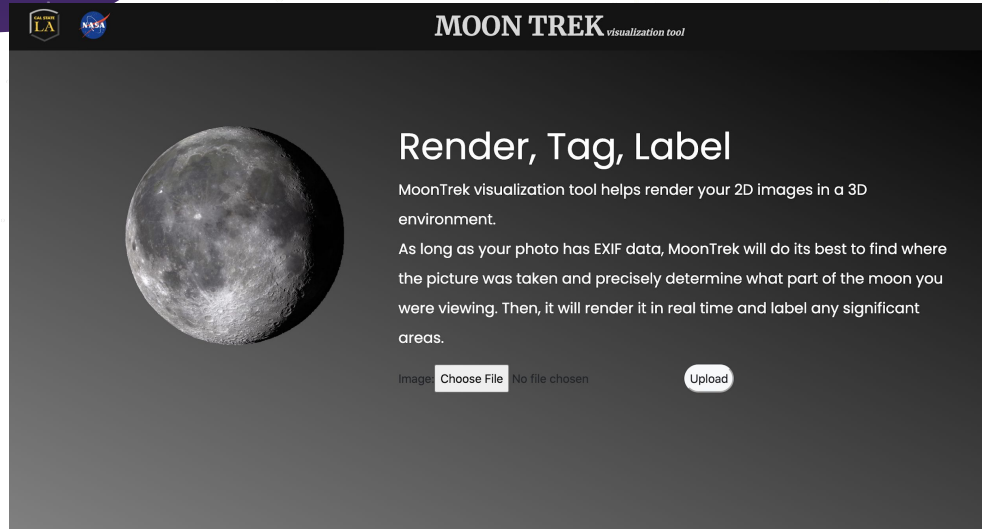 CAL STATE
LA
NASA
MOON TREK visualization tool
Render, Tag, Label
MoonTrek visualization tool helps render your 2D images in a 3D
environment.
As long as your photo has EXIF data, MoonTrek will do its best to find where
the picture was taken and precisely determine what part of the moon you
were viewing. Then, it will render it in real time and label any significant
areas.
Image: Choose File No file chosen Upload